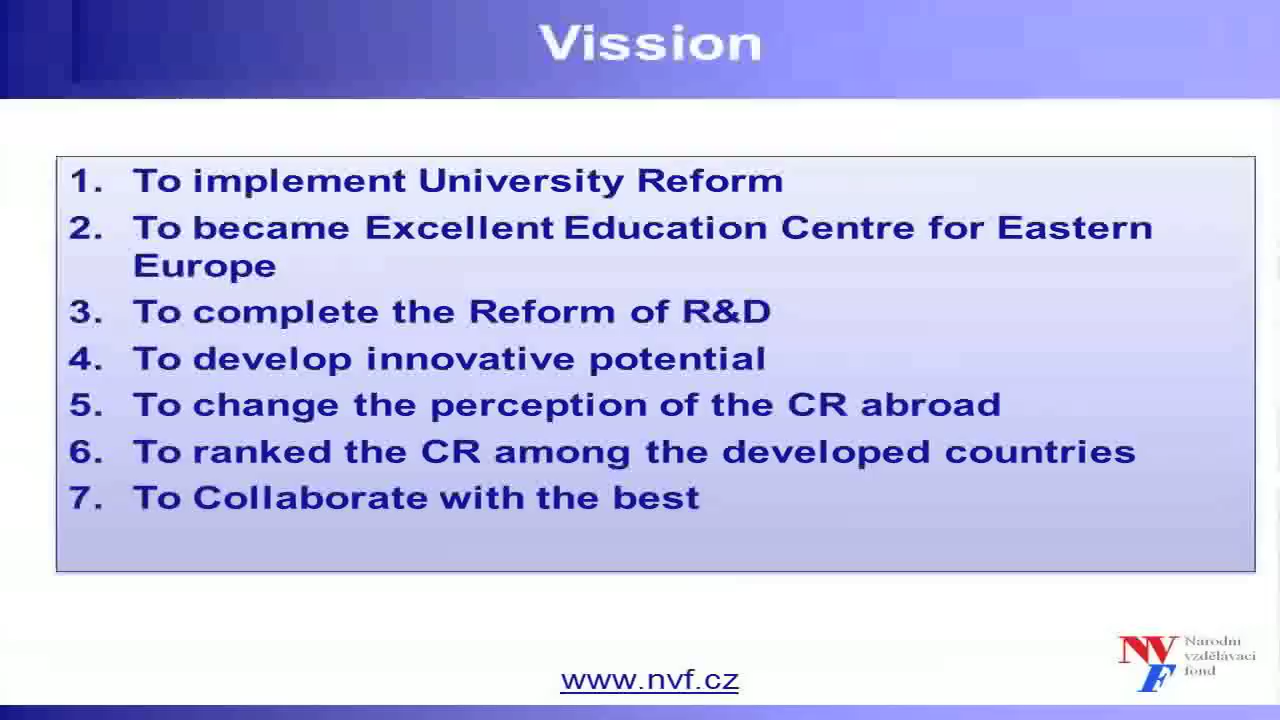 Vission
1. To implement University Reform
2. To became Excellent Education Centre for Eastern
Europe
3. To complete the Reform of R&D
4. To develop innovative potential
5. To change the perception of the CR abroad
6. To ranked the CR among the developed countries
7. To Collaborate with the best
NVF
Národní
vzdělávací
fond
www.nvf.cz